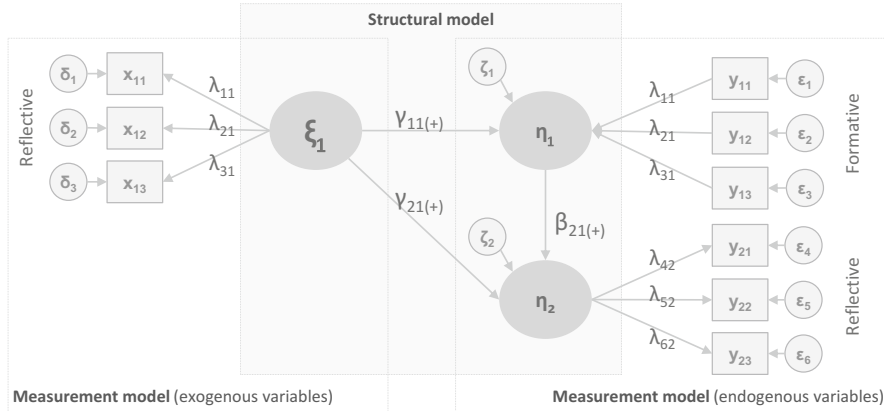 Structural model
Reflective
δ1
x11
λ11
δ2
x12
λ21
δ3
x13
λ31
ξ1
γ11(+)
γ21(+)
ζ1
η1
β21(+)
ζ2
η2
λ11
y11
ε1
λ21
y12
ε2
λ31
y13
ε3
Formative
λ42
y21
ε4
λ52
y22
ε5
λ62
y23
ε6
Reflective
Measurement model (exogenous variables)
Measurement model (endogenous variables)